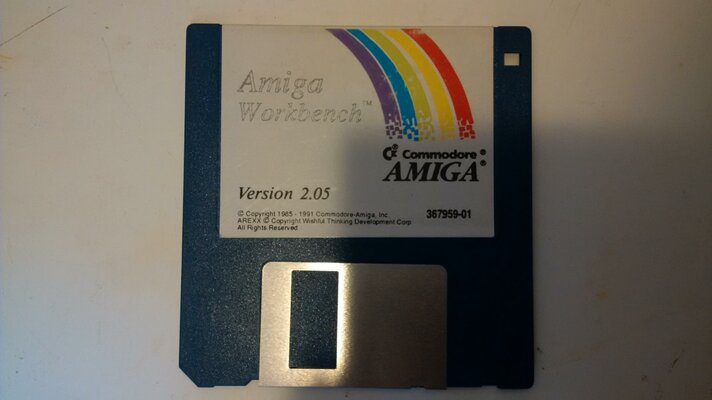 Amiga
Workbench™
Commodore®
AMIGA®
Version 2.05
© Copyright 1985 - 1991 Commodore-Amiga, Inc.
AREXX © Copyright Wishful Thinking Development Corp
All Rights Reserved
367959-01